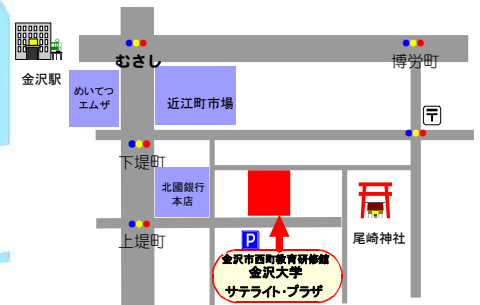 むさし
博労町
金沢駅
めいてつ
エムザ
近江町市場
〒
下堤町
北國銀行
本店
上堤町
P
尾崎神社
金沢市西町教育研修館
金沢大学
サテライト・プラザ